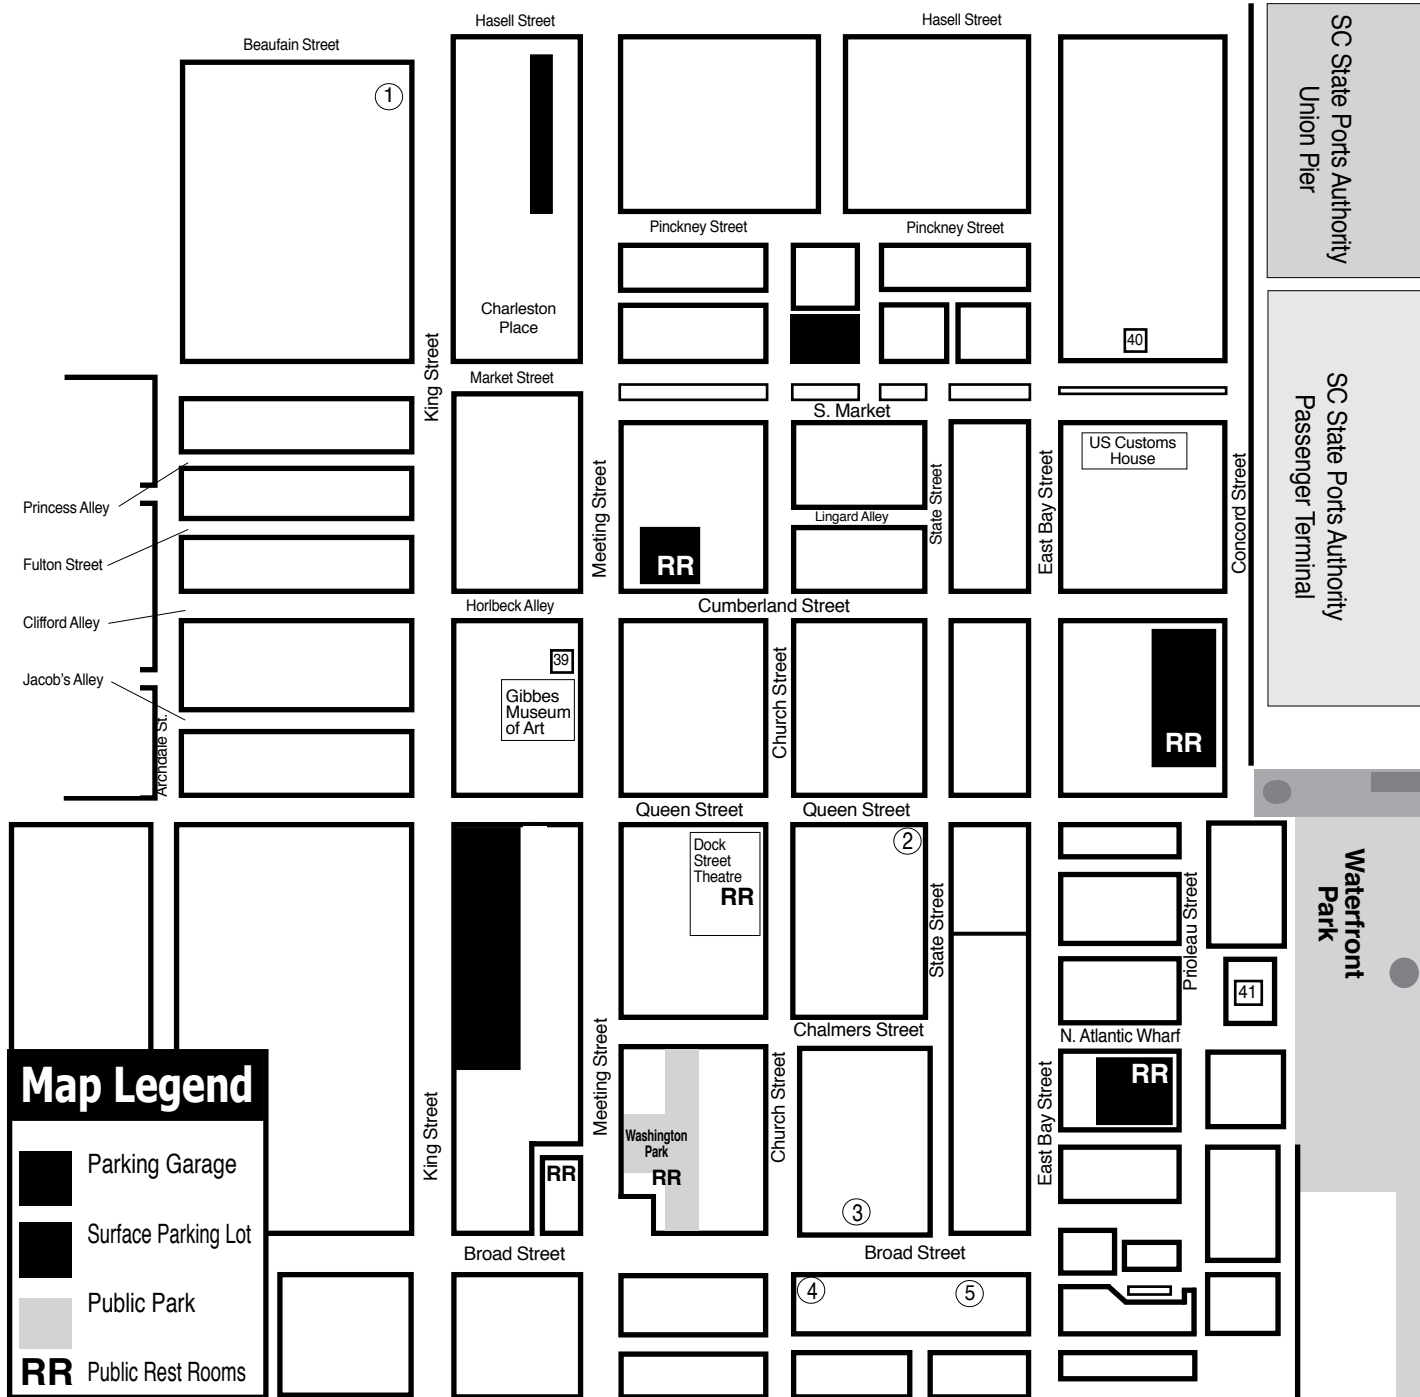 Hasell Street
Hasell Street
Beaufain Street
1
SC State Ports Authority
Union Pier
Pinckney Street
Pinckney Street
Charleston
Place
40
King Street
Market Street
S. Market
SC State Ports Authority
Passenger Terminal
US Customs
House
Meeting Street
State Street
East Bay Street
Concord Street
Princess Alley
Lingard Alley
Fulton Street
RR
Horlbeck Alley
Cumberland Street
Clifford Alley
39
Church Street
Jacob's Alley
Gibbes
Museum
of Art
Archdale St.
RR
Queen Street
Queen Street
2
Dock
Street
Theatre
RR
State Street
Prioleau Street
Waterfront
Park
41
Chalmers Street
N. Atlantic Wharf
Meeting Street
Church Street
East Bay Street
King Street
RR
Washington
Park
RR
RR
3
Broad Street
Broad Street
4
5
Map Legend
Parking Garage
Surface Parking Lot
Public Park
RR Public Rest Rooms